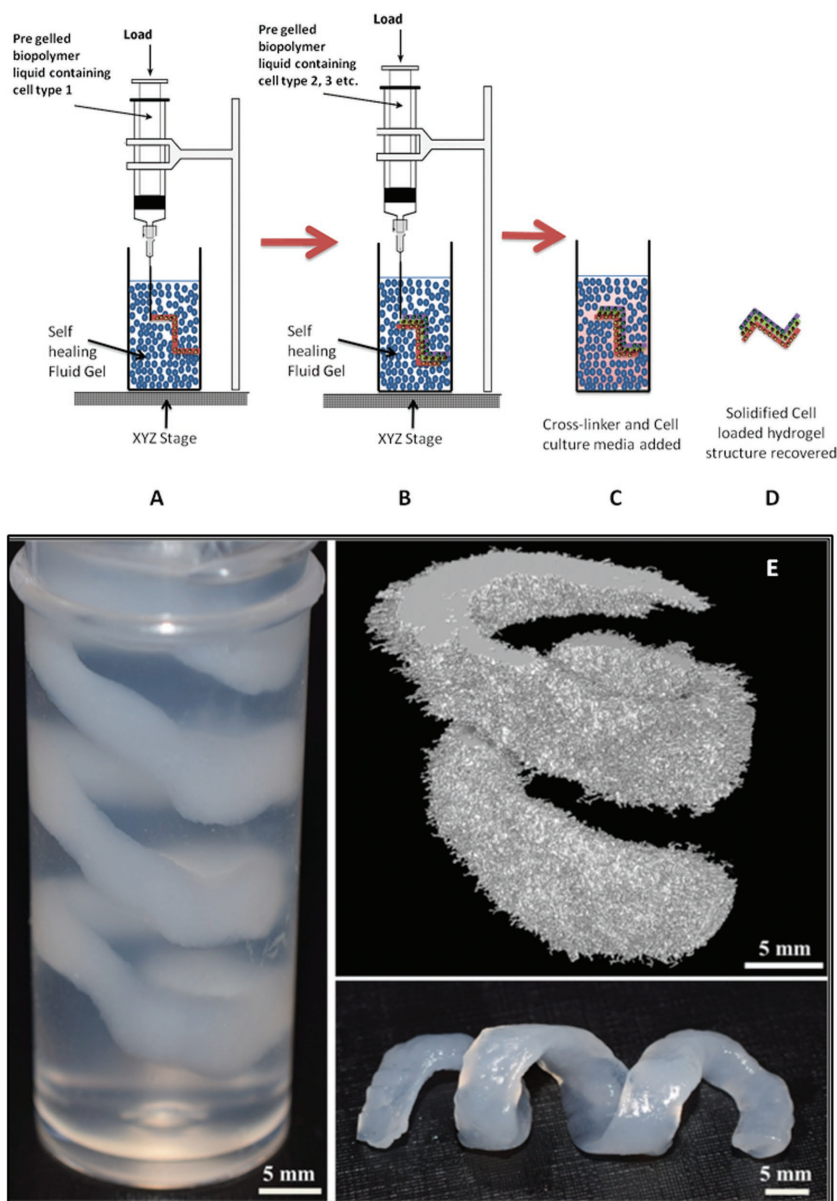 Pre gelled
biopolymer
liquid containing
cell type 1
Load
Self
healing
Fluid Gel
XYZ Stage
Pre gelled
biopolymer
liquid containing
cell type 2, 3 etc.
Load
Self
healing
Fluid Gel
XYZ Stage
Cross-linker and Cell
culture media added
Solidified Cell
loaded hydrogel
structure recovered
A
B
C
D
E
5 mm
5 mm
5 mm